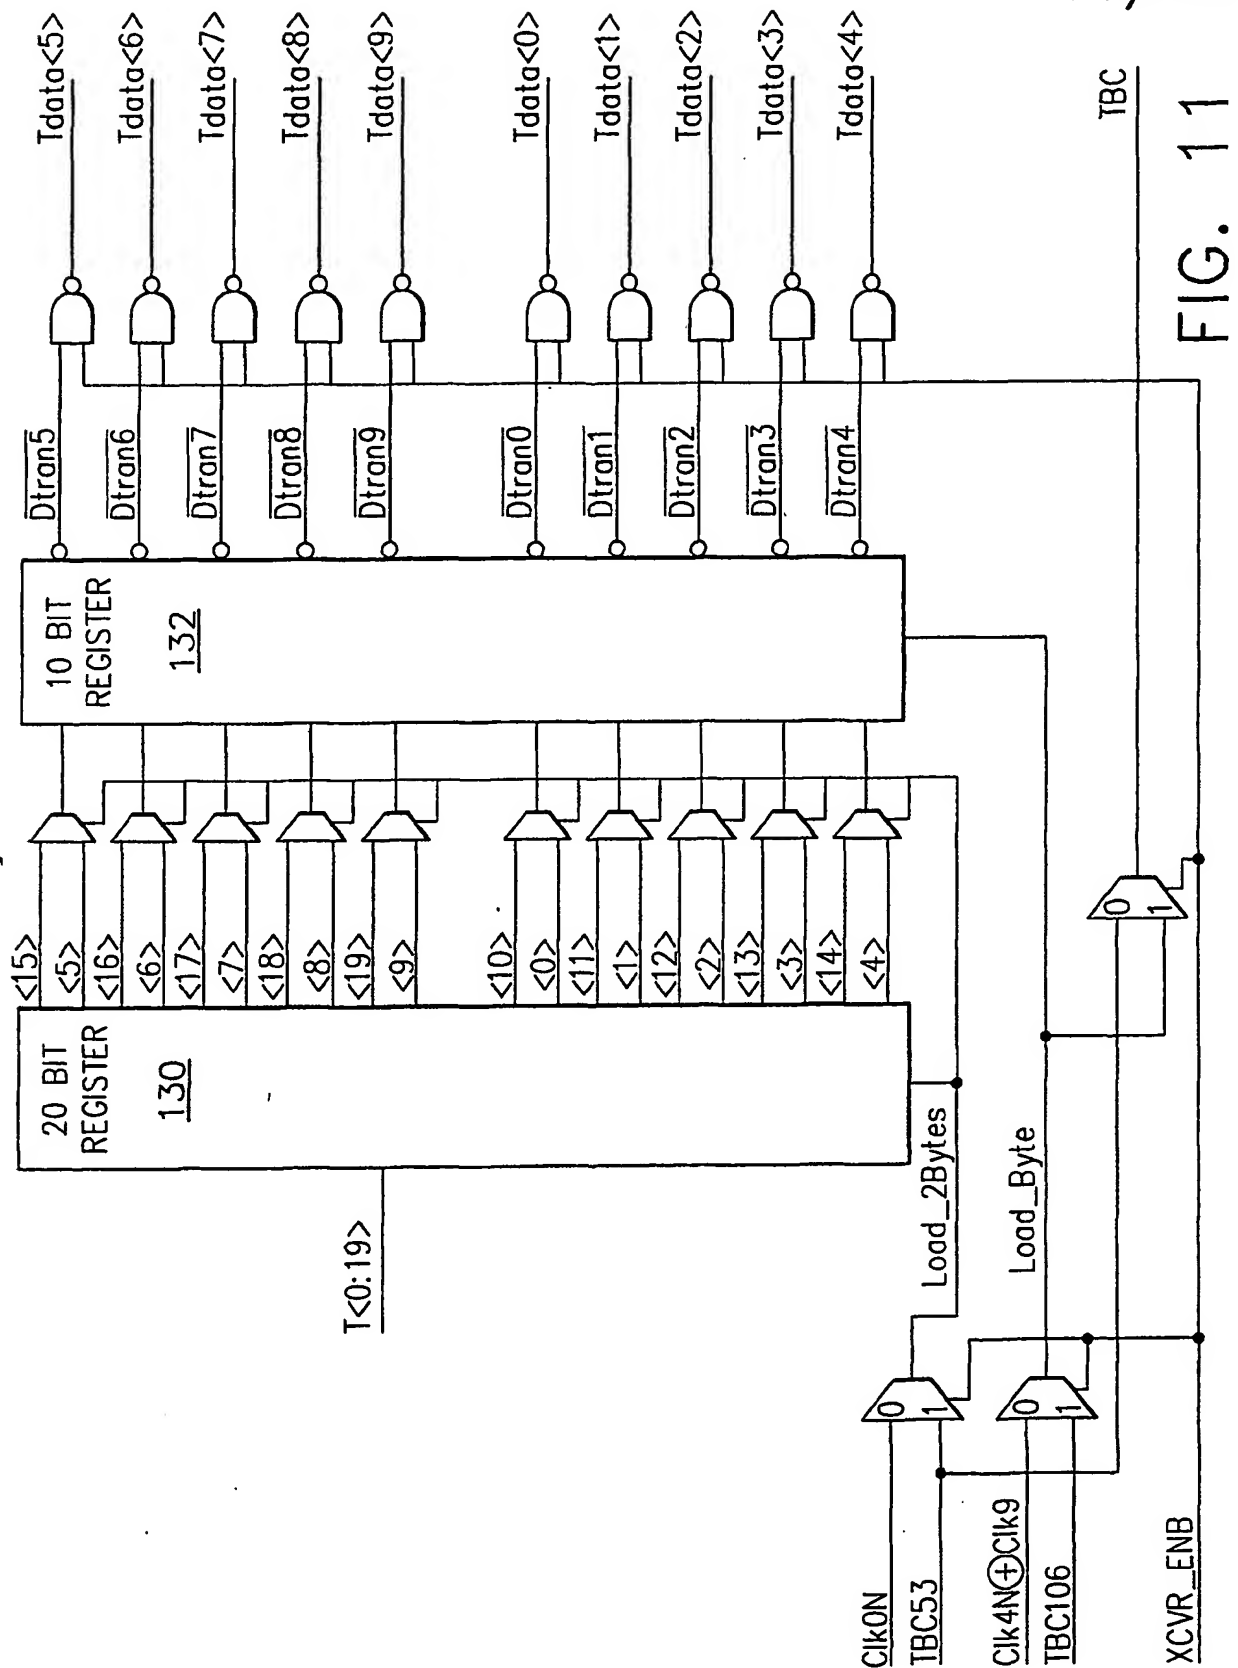 Tdata<5>
Tdata<6>
Tdata<7>
Tdata<8>
Tdata<9>
Tdata<0>
Tdata<1>
Tdata<2>
Tdata<3>
Tdata<4>
TBC
Dtran5
Dtran6
Dtran7
Dtran8
Dtran9
Dtran0
Dtran1
Dtran2
Dtran3
Dtran4
10 BIT
REGISTER
132
<15>
<5>
<16>
<6>
<17>
<7>
<18>
<8>
<19>
<9>
<10>
<0>
<11>
<1>
<12>
<2>
<13>
<3>
<14>
<4>
20 BIT
REGISTER
130
T<0:19>
Load_2Bytes
Load_Byte
0
1
0
1
0
1
Clk0N
TBC53
Clk4N⊕Clk9
TBC106
XCVR_ENB
FIG. 11